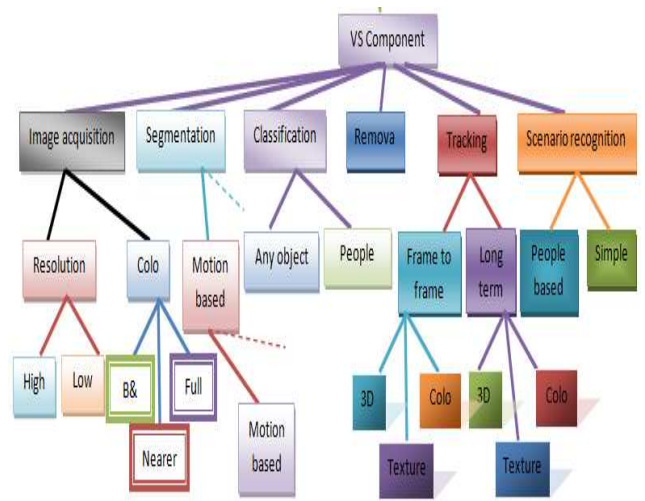 VS Component
Image acquisition
Segmentation
Classification
Remova
Tracking
Scenario recognition
Resolution
Colo
Motion
based
Any object
People
Frame to
frame
Long
term
People
based
Simple
High
Low
B&
Full
Nearer
Motion
based
3D
Colo
3D
Colo
Texture
Texture